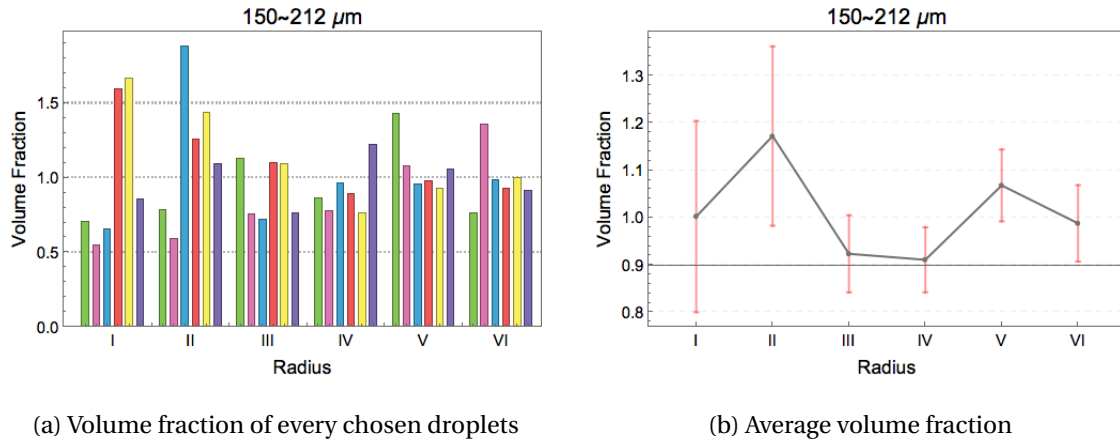 150~212 μm
Volume Fraction
1.5
1.0
0.5
0.0
I II III IV V VI
Radius
(a) Volume fraction of every chosen droplets
150~212 μm
Volume Fraction
1.3
1.2
1.1
1.0
0.9
0.8
I II III IV V VI
Radius
(b) Average volume fraction